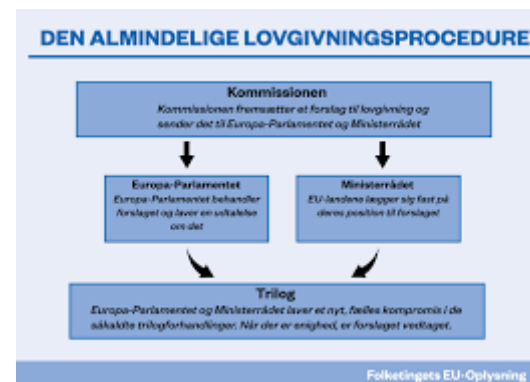 DEN ALMINDELIGE LOVGIVNINGSPROCEDURE
Kommissionen
Kommissionen fremsætter et forslag til lovgivning og
sender det til Europa-Parlamentet og Ministerrådet
Europa-Parlamentet
Europa-Parlamentet behandler
forslaget og laver en udtalelse
om det
Ministerrådet
EU-landene lægger sig fast på
deres position til forslaget
Trilog
Europa-Parlamentet og Ministerrådet laver et nyt, fælles kompromis i de
såkaldte trilogforhandlinger. Når der er enighed, er forslaget vedtaget.
Folketingets EU-Oplysning